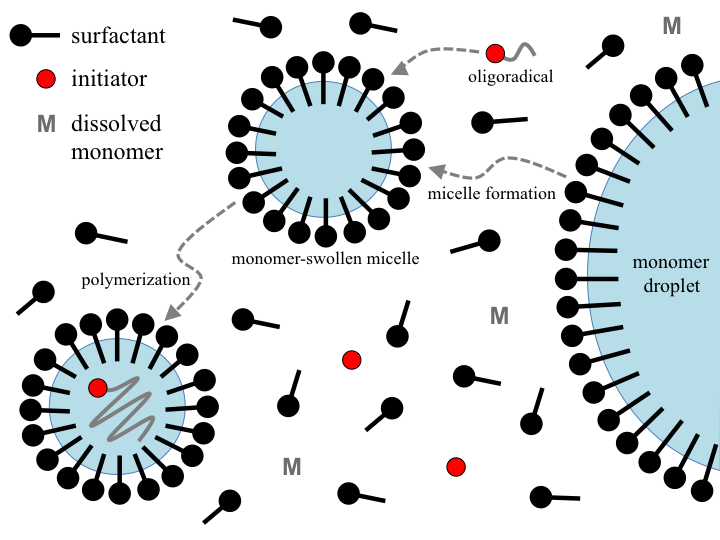 surfactant
initiator
M dissolved
monomer
M
oligoradical
micelle formation
monomer-swollen micelle
polymerization
monomer
droplet
M
M